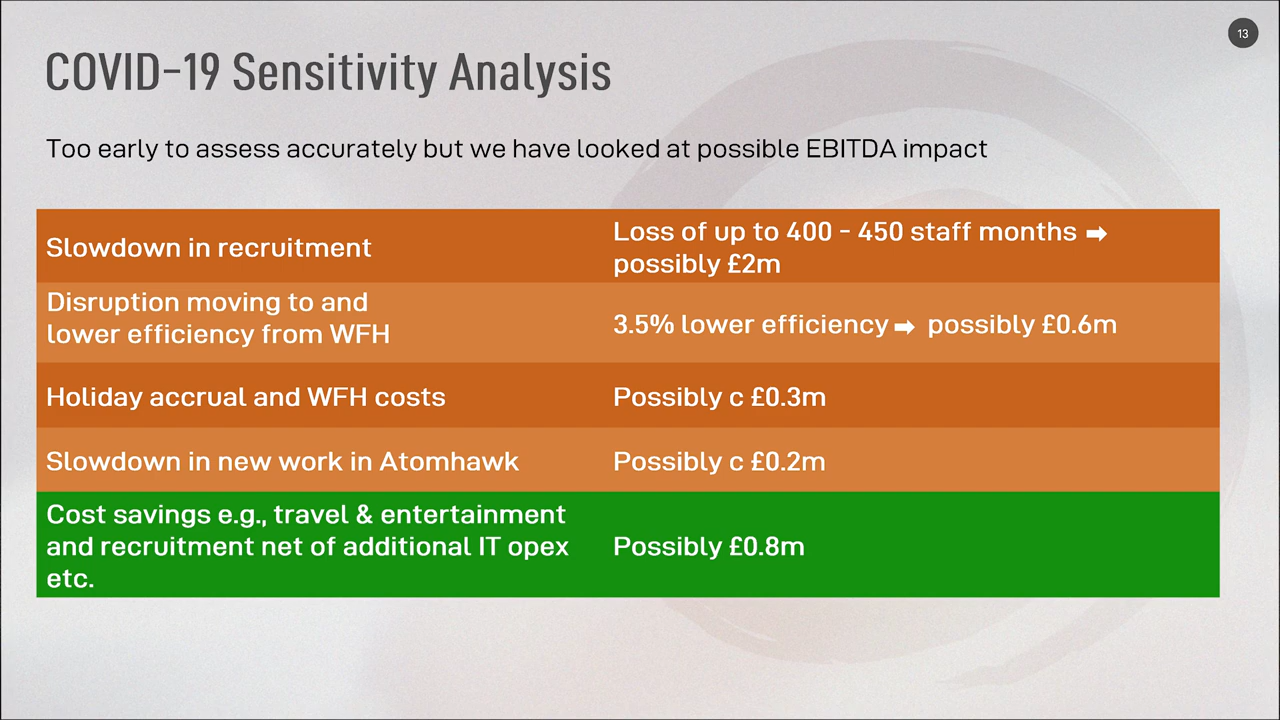 13
COVID-19 Sensitivity Analysis
Too early to assess accurately but we have looked at possible EBITDA impact
Slowdown in recruitment
Loss of up to 400 - 450 staff months ➡
possibly £2m
Disruption moving to and
lower efficiency from WFH
3.5% lower efficiency ➡ possibly £0.6m
Holiday accrual and WFH costs
Possibly c £0.3m
Slowdown in new work in Atomhawk
Possibly c £0.2m
Cost savings e.g., travel & entertainment
and recruitment net of additional IT opex
etc.
Possibly £0.8m